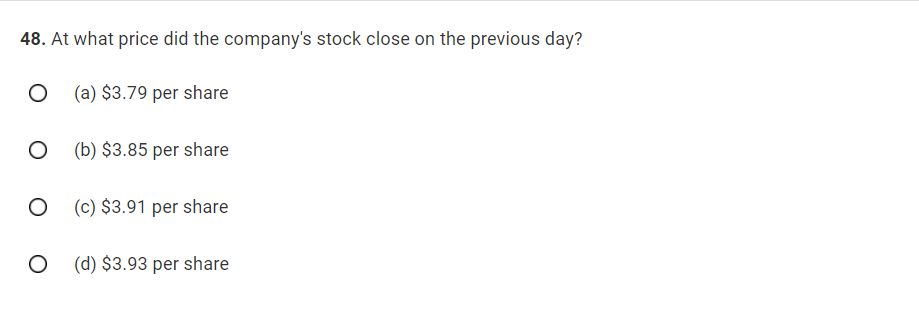 48. At what price did the company's stock close on the previous day?
(a) $3.79 per share
(b) $3.85 per share
(c) $3.91 per share
(d) $3.93 per share